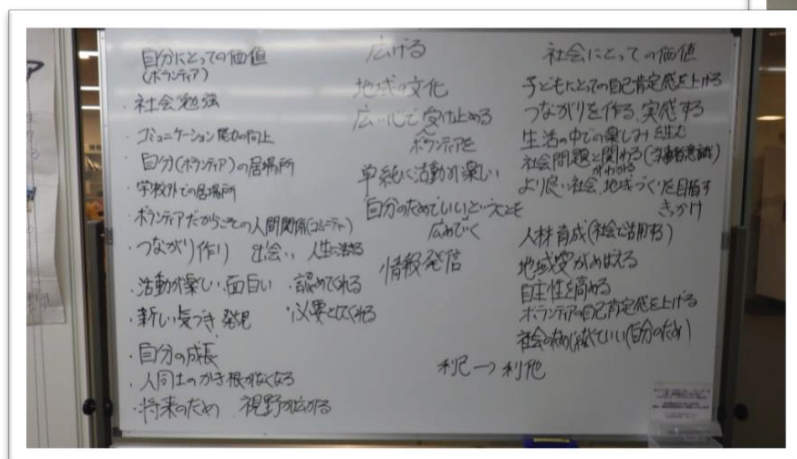 自分にとっての価値
(ボランティア)
・社会勉強
コミュニケーション能力の向上
・自分(ボランティア)の居場所
・学校外での居場所
・ボランティアだからこその人間関係(コミュニティ)
・つながり作り 出会い 人生に活きる
・活動が楽しい 面白い 認めてくれる
・新しい気づき 発見 必要としてくれる
・自分の成長
・人同士のかき根がなくなる
・将来のため 視野が広がる
広げる
地域の文化
広い心で受け止める
ボランティアを
単純に活動が楽しい
自分のためでいいということも
広めていく
情報発信
利己→利他
社会にとっての価値
子どもにとっての自己肯定感を上げる
つながりを作る、実感する
生活の中での楽しみを生む
社会問題と関わる(当事者意識)
がわかる
より良い社会、地域づくりを目指す
きっかけ
人材育成(社会で活用する)
地域愛がめばえる
自主性を高める
ボランティアの自己肯定感を上げる
社会のためじゃなくていい(自分のため)